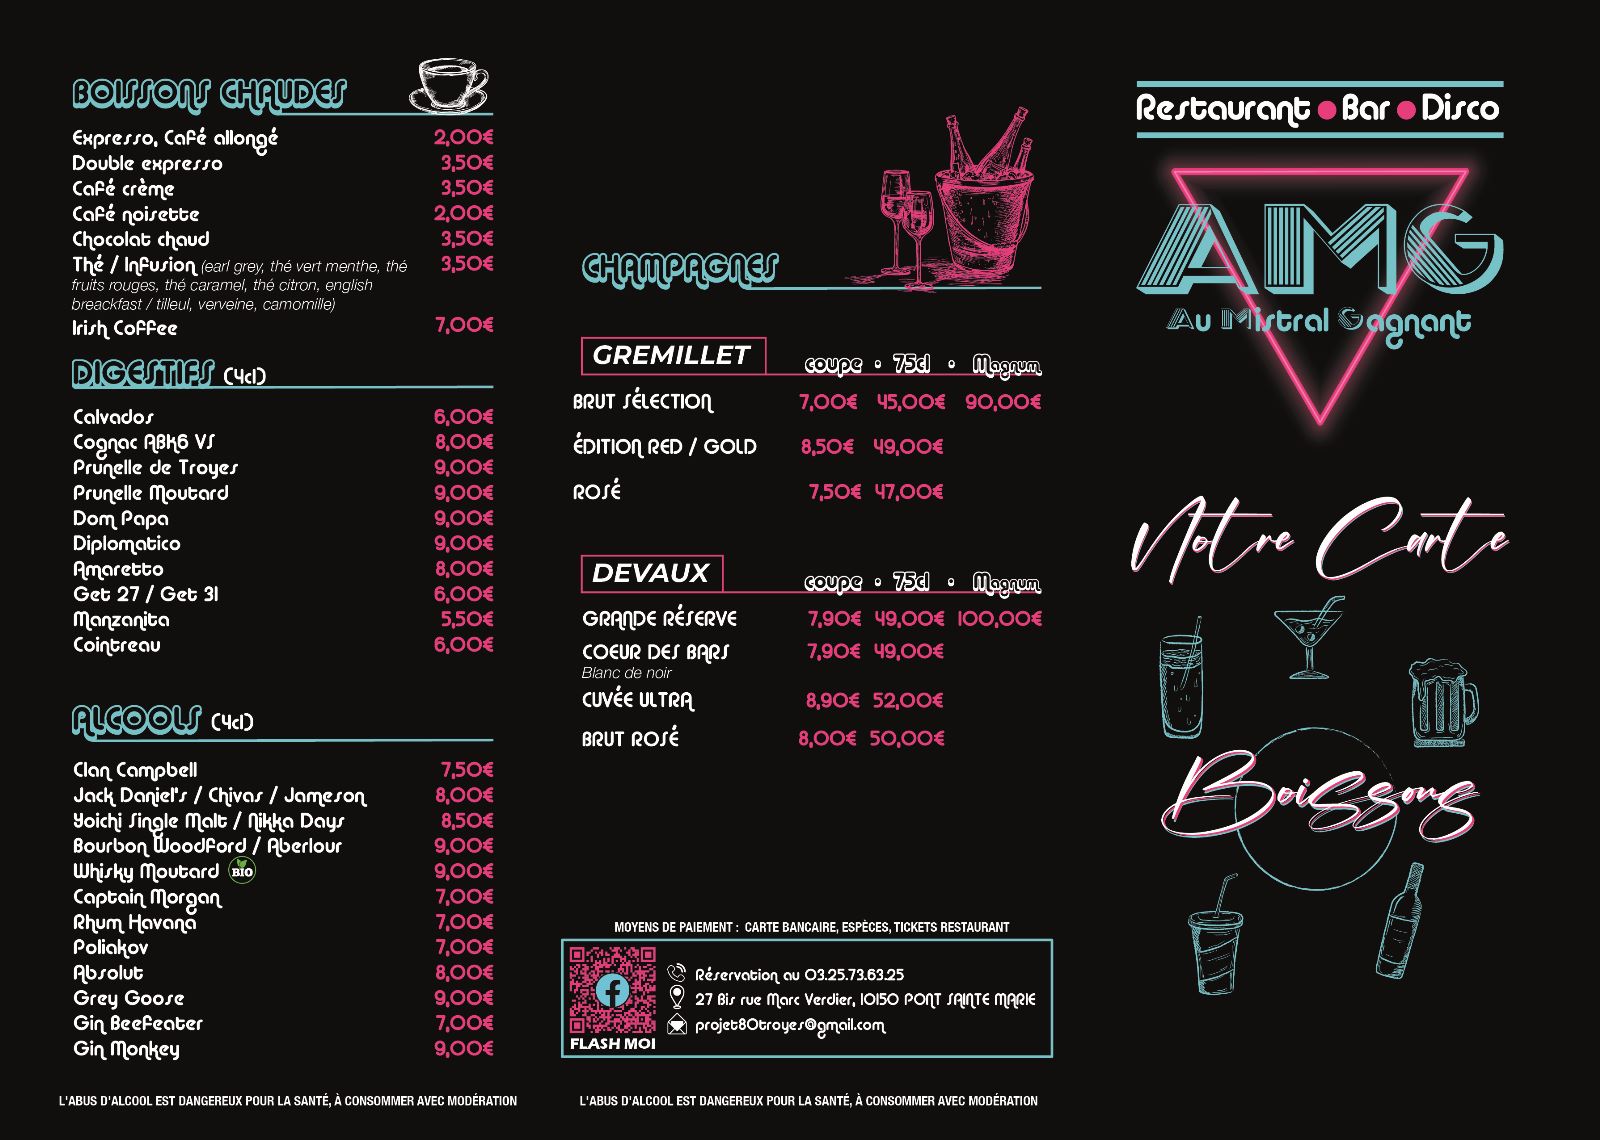 BOISSONS CHAUDES
Expresso, Café allongé 2,00€
Double expresso 3,50€
Café crème 3,50€
Café noisette 2,00€
Chocolat chaud 3,50€
Thé / Infusion (earl grey, thé vert menthe, thé 3,50€
fruits rouges, thé caramel, thé citron, english
breackfast / tilleul, verveine, camomille)
Irish Coffee 7,00€
DIGESTIFS (4cl)
Calvados 6,00€
Cognac ABK6 VS 8,00€
Prunelle de Troyes 9,00€
Prunelle Moutard 9,00€
Dom Papa 9,00€
Diplomatico 9,00€
Amaretto 8,00€
Get 27 / Get 31 6,00€
Manzanita 5,50€
Cointreau 6,00€
ALCOOLS (4cl)
Clan Campbell 7,50€
Jack Daniel's / Chivas / Jameson 8,00€
Yoichi Single Malt / Nikka Days 8,50€
Bourbon Woodford / Aberlour 9,00€
Whisky Moutard BIO 9,00€
Captain Morgan 7,00€
Rhum Havana 7,00€
Poliakov 7,00€
Absolut 8,00€
Grey Goose 9,00€
Gin Beefeater 7,00€
Gin Monkey 9,00€
L'ABUS D'ALCOOL EST DANGEREUX POUR LA SANTÉ, À CONSOMMER AVEC MODÉRATION
CHAMPAGNES
GREMILLET coupe • 75cl • Magnum
BRUT SÉLECTION 7,00€ 45,00€ 90,00€
ÉDITION RED / GOLD 8,50€ 49,00€
ROSÉ 7,50€ 47,00€
DEVAUX coupe • 75cl • Magnum
GRANDE RÉSERVE 7,90€ 49,00€ 100,00€
COEUR DES BARS 7,90€ 49,00€
Blanc de noir
CUVÉE ULTRA 8,90€ 52,00€
BRUT ROSÉ 8,00€ 50,00€
MOYENS DE PAIEMENT : CARTE BANCAIRE, ESPÈCES, TICKETS RESTAURANT
Réservation au 03.25.73.63.25
27 Bis rue Marc Verdier, 10150 PONT SAINTE MARIE
projet80troyes@gmail.com
FLASH MOI
L'ABUS D'ALCOOL EST DANGEREUX POUR LA SANTÉ, À CONSOMMER AVEC MODÉRATION
Restaurant • Bar • Disco
AMG
Au Mistral Gagnant
Notre Carte
Boissons